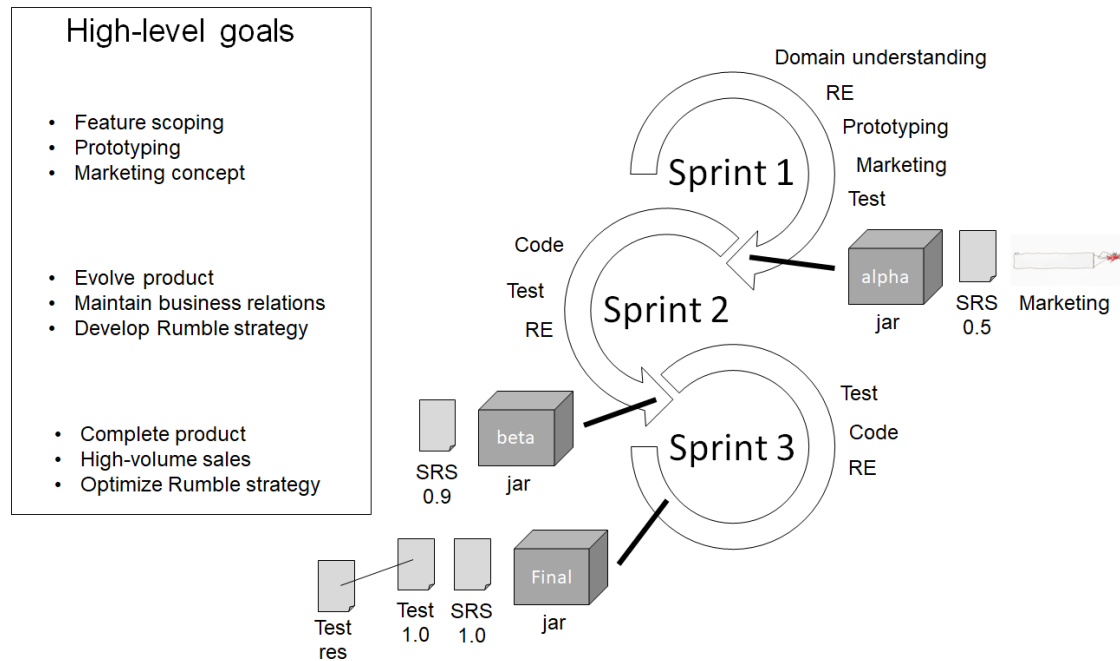 High-level goals
• Feature scoping
• Prototyping
• Marketing concept
• Evolve product
• Maintain business relations
• Develop Rumble strategy
• Complete product
• High-volume sales
• Optimize Rumble strategy
Domain understanding
RE
Prototyping
Marketing
Test
Sprint 1
alpha
jar
SRS
0.5
Marketing
Code
Test
RE
Sprint 2
SRS
0.9
beta
jar
Test
Code
RE
Sprint 3
Test
res
Test
1.0
SRS
1.0
Final
jar